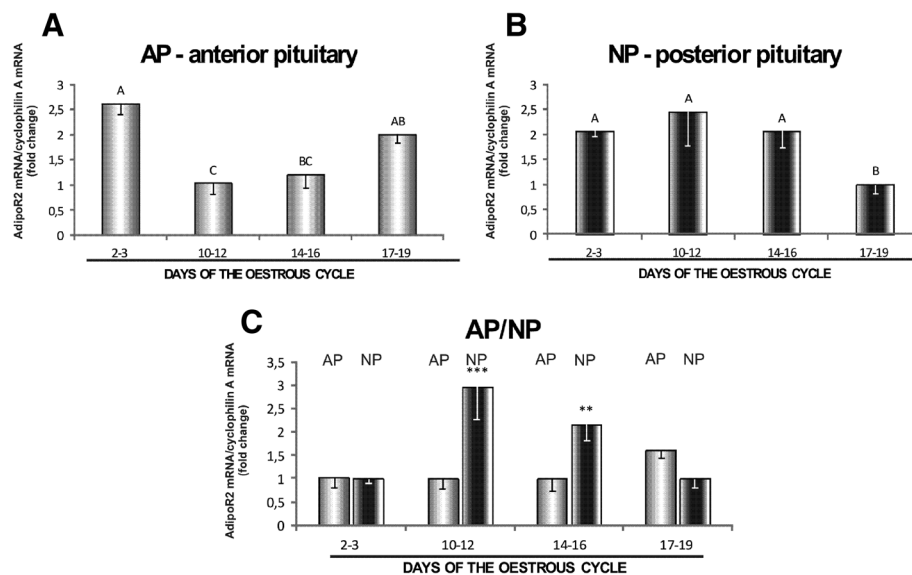 A
AP - anterior pituitary
AdipoR2 mRNA/cyclophilin A mRNA
(fold change)
3
2,5
2
1,5
1
0,5
0
A
C
BC
AB
2-3
10-12
14-16
17-19
DAYS OF THE OESTROUS CYCLE
B
NP - posterior pituitary
AdipoR2 mRNA/cyclophilin A mRNA
(fold change)
3
2,5
2
1,5
1
0,5
0
A
A
A
B
2-3
10-12
14-16
17-19
DAYS OF THE OESTROUS CYCLE
C
AP/NP
AdipoR2 mRNA/cyclophilin A mRNA
(fold change)
3,5
3
2,5
2
1,5
1
0,5
0
AP NP AP NP AP NP AP NP
***
**
2-3
10-12
14-16
17-19
DAYS OF THE OESTROUS CYCLE